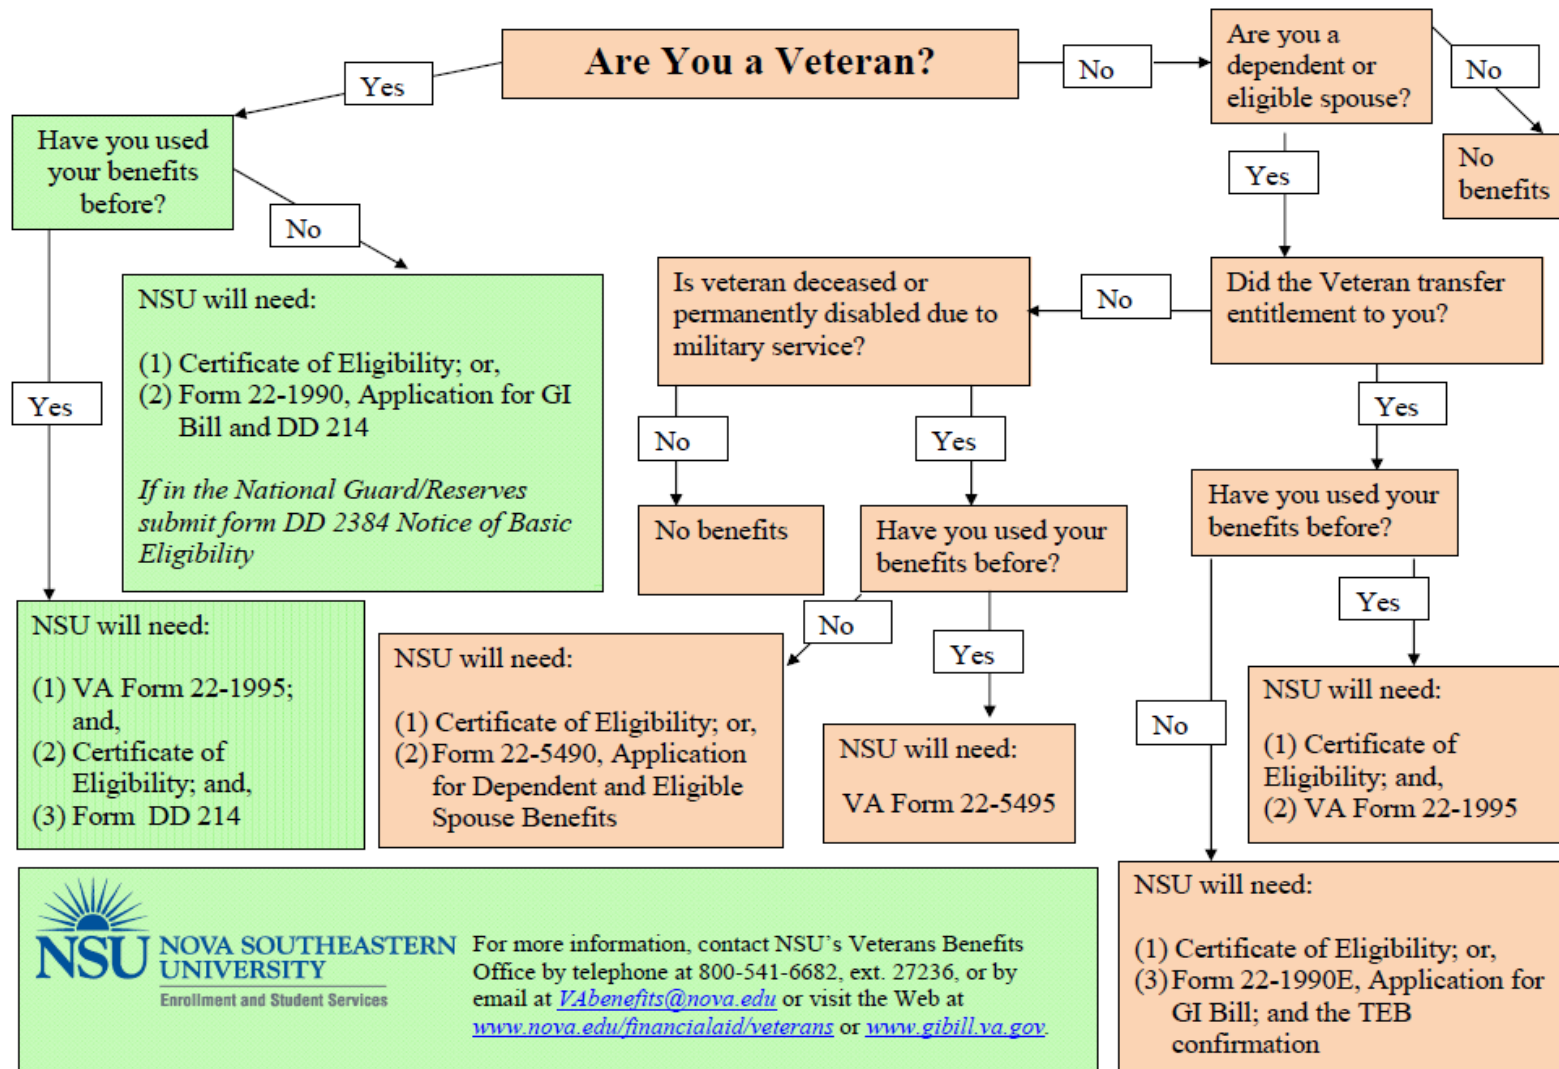 Are You a Veteran?
Yes
No
Are you a
dependent or
eligible spouse?
No
No
benefits
Yes
Have you used
your benefits
before?
No
Yes
NSU will need:
(1) Certificate of Eligibility; or,
(2) Form 22-1990, Application for GI
Bill and DD 214
If in the National Guard/Reserves
submit form DD 2384 Notice of Basic
Eligibility
NSU will need:
(1) VA Form 22-1995;
and,
(2) Certificate of
Eligibility; and,
(3) Form DD 214
Did the Veteran transfer
entitlement to you?
No
Is veteran deceased or
permanently disabled due to
military service?
No
No benefits
Yes
Have you used your
benefits before?
No
NSU will need:
(1) Certificate of Eligibility; or,
(2) Form 22-5490, Application
for Dependent and Eligible
Spouse Benefits
Yes
NSU will need:
VA Form 22-5495
Yes
Have you used your
benefits before?
Yes
NSU will need:
(1) Certificate of
Eligibility; and,
(2) VA Form 22-1995
No
NSU will need:
(1) Certificate of Eligibility; or,
(3) Form 22-1990E, Application for
GI Bill; and the TEB
confirmation
NSU
NOVA SOUTHEASTERN
UNIVERSITY
Enrollment and Student Services
For more information, contact NSU's Veterans Benefits
Office by telephone at 800-541-6682, ext. 27236, or by
email at VAbenefits@nova.edu or visit the Web at
www.nova.edu/financialaid/veterans or www.gibill.va.gov.